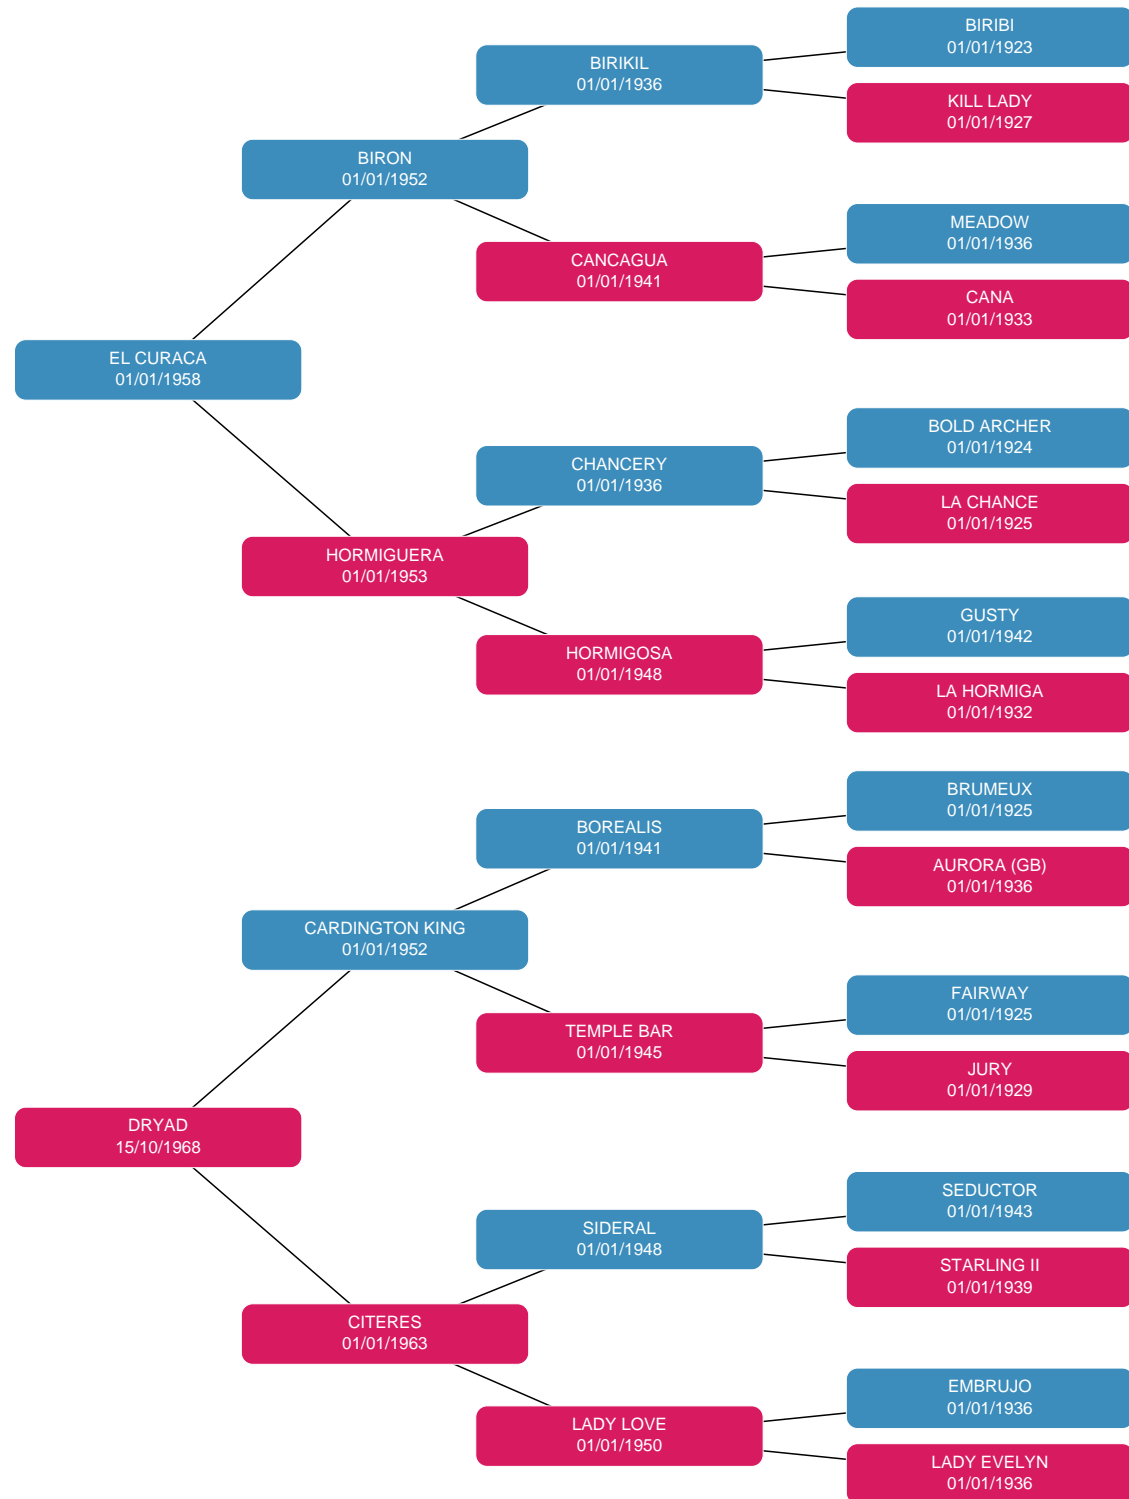 BIRIBI
01/01/1923
BIRIKIL
01/01/1936
KILL LADY
01/01/1927
BIRON
01/01/1952
MEADOW
01/01/1936
CANCAGUA
01/01/1941
CANA
01/01/1933
EL CURACA
01/01/1958
BOLD ARCHER
01/01/1924
CHANCERY
01/01/1936
LA CHANCE
01/01/1925
HORMIGUERA
01/01/1953
GUSTY
01/01/1942
HORMIGOSA
01/01/1948
LA HORMIGA
01/01/1932
BRUMEUX
01/01/1925
BOREALIS
01/01/1941
AURORA (GB)
01/01/1936
CARDINGTON KING
01/01/1952
FAIRWAY
01/01/1925
TEMPLE BAR
01/01/1945
JURY
01/01/1929
DRYAD
15/10/1968
SEDUCTOR
01/01/1943
SIDERAL
01/01/1948
STARLING II
01/01/1939
CITERES
01/01/1963
EMBRUJO
01/01/1936
LADY LOVE
01/01/1950
LADY EVELYN
01/01/1936